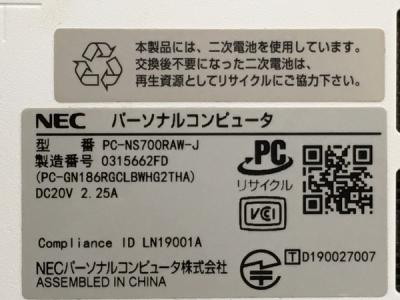 本製品には、二次電池を使用しています。
交換後不要になった二次電池は、
再生資源としてリサイクルにご協力下さい。
NEC パーソナルコンピュータ
型 番 PC-NS700RAW-J
製造番号 0315662FD
(PC-GN186RGCLBWHG2THA)
DC20V 2.25A
PC
リサイクル
VCCI
Compliance ID LN19001A
T D190027007
NECパーソナルコンピュータ株式会社
ASSEMBLED IN CHINA